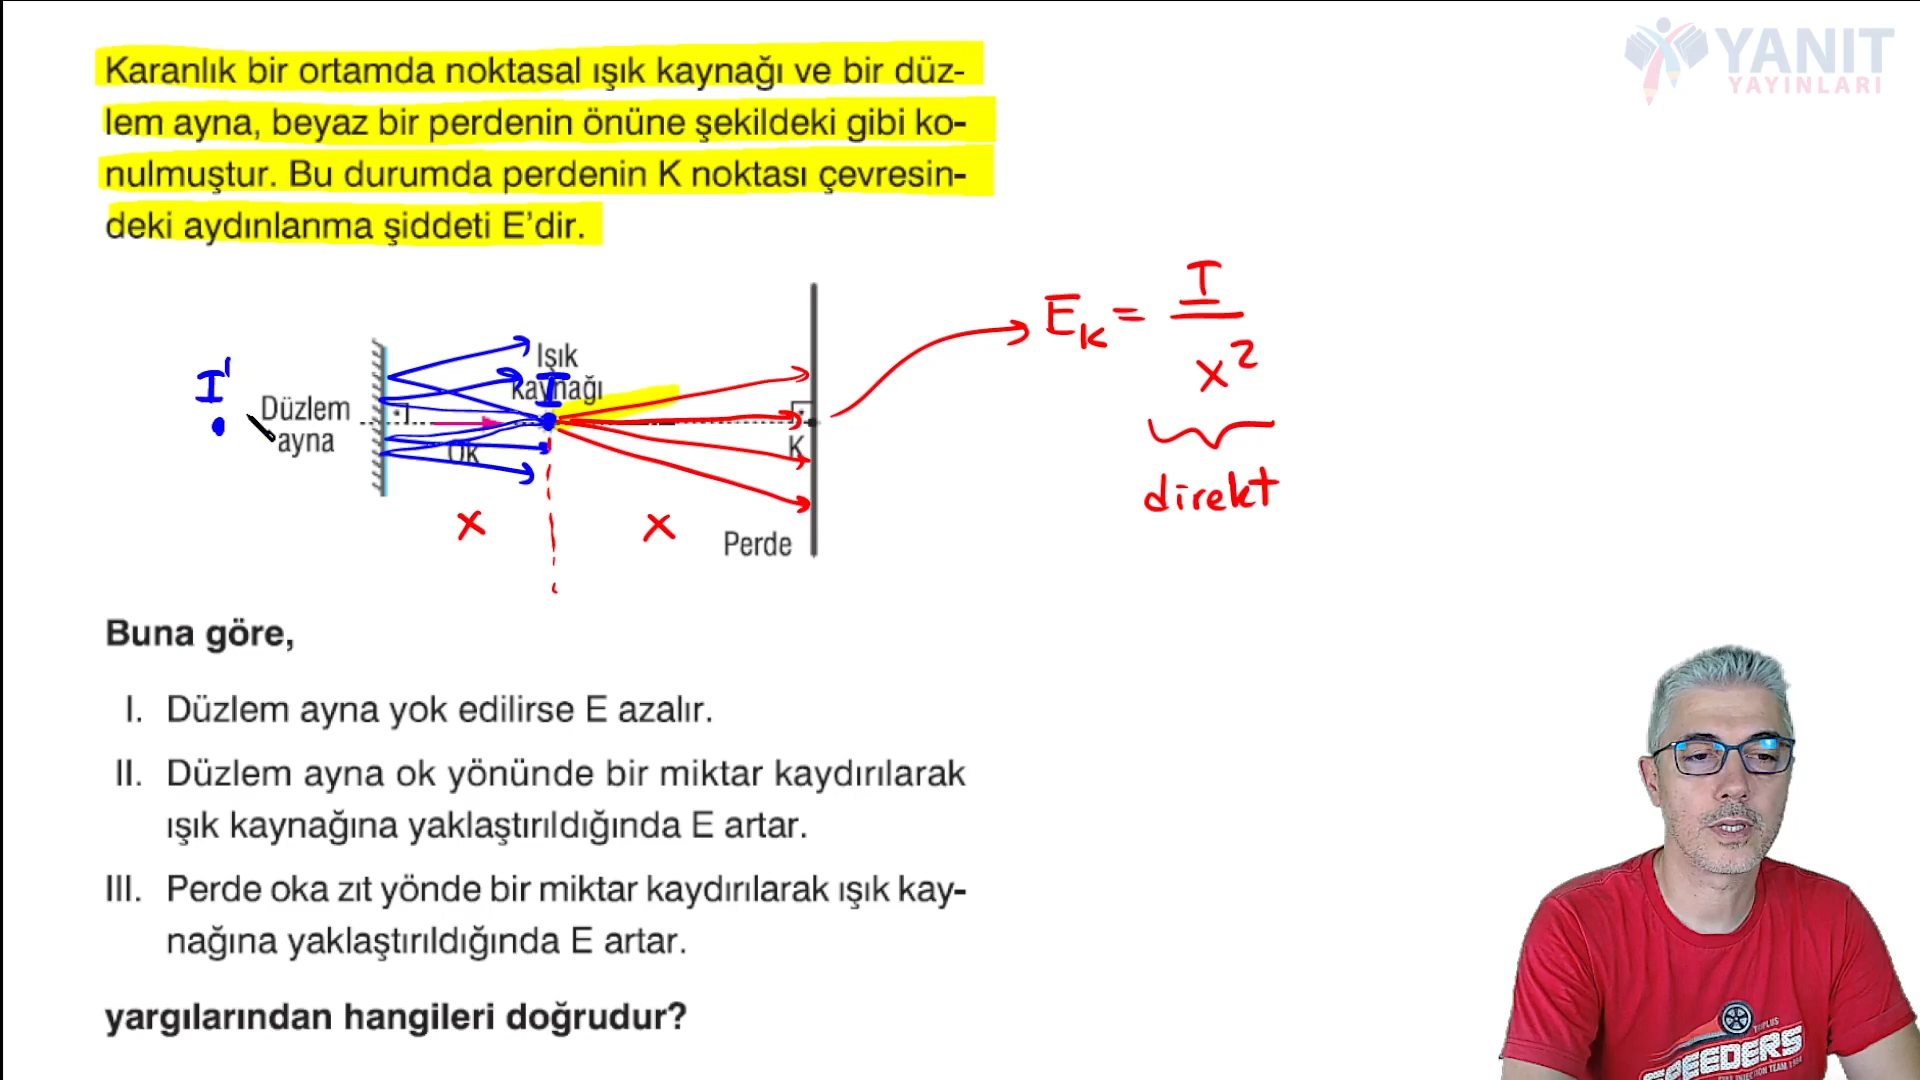 YANIT
YAYINLARI
Karanlık bir ortamda noktasal ışık kaynağı ve bir düz-
lem ayna, beyaz bir perdenin önüne şekildeki gibi ko-
nulmuştur. Bu durumda perdenin K noktası çevresin-
deki aydınlanma şiddeti E'dir.
I'
Düzlem
ayna
Işık
kaynağı
I
Ok
K
x
x
Perde
E_K = I / x²
direkt
Buna göre,
I. Düzlem ayna yok edilirse E azalır.
II. Düzlem ayna ok yönünde bir miktar kaydırılarak
ışık kaynağına yaklaştırıldığında E artar.
III. Perde oka zıt yönde bir miktar kaydırılarak ışık kay-
nağına yaklaştırıldığında E artar.
yargılarından hangileri doğrudur?